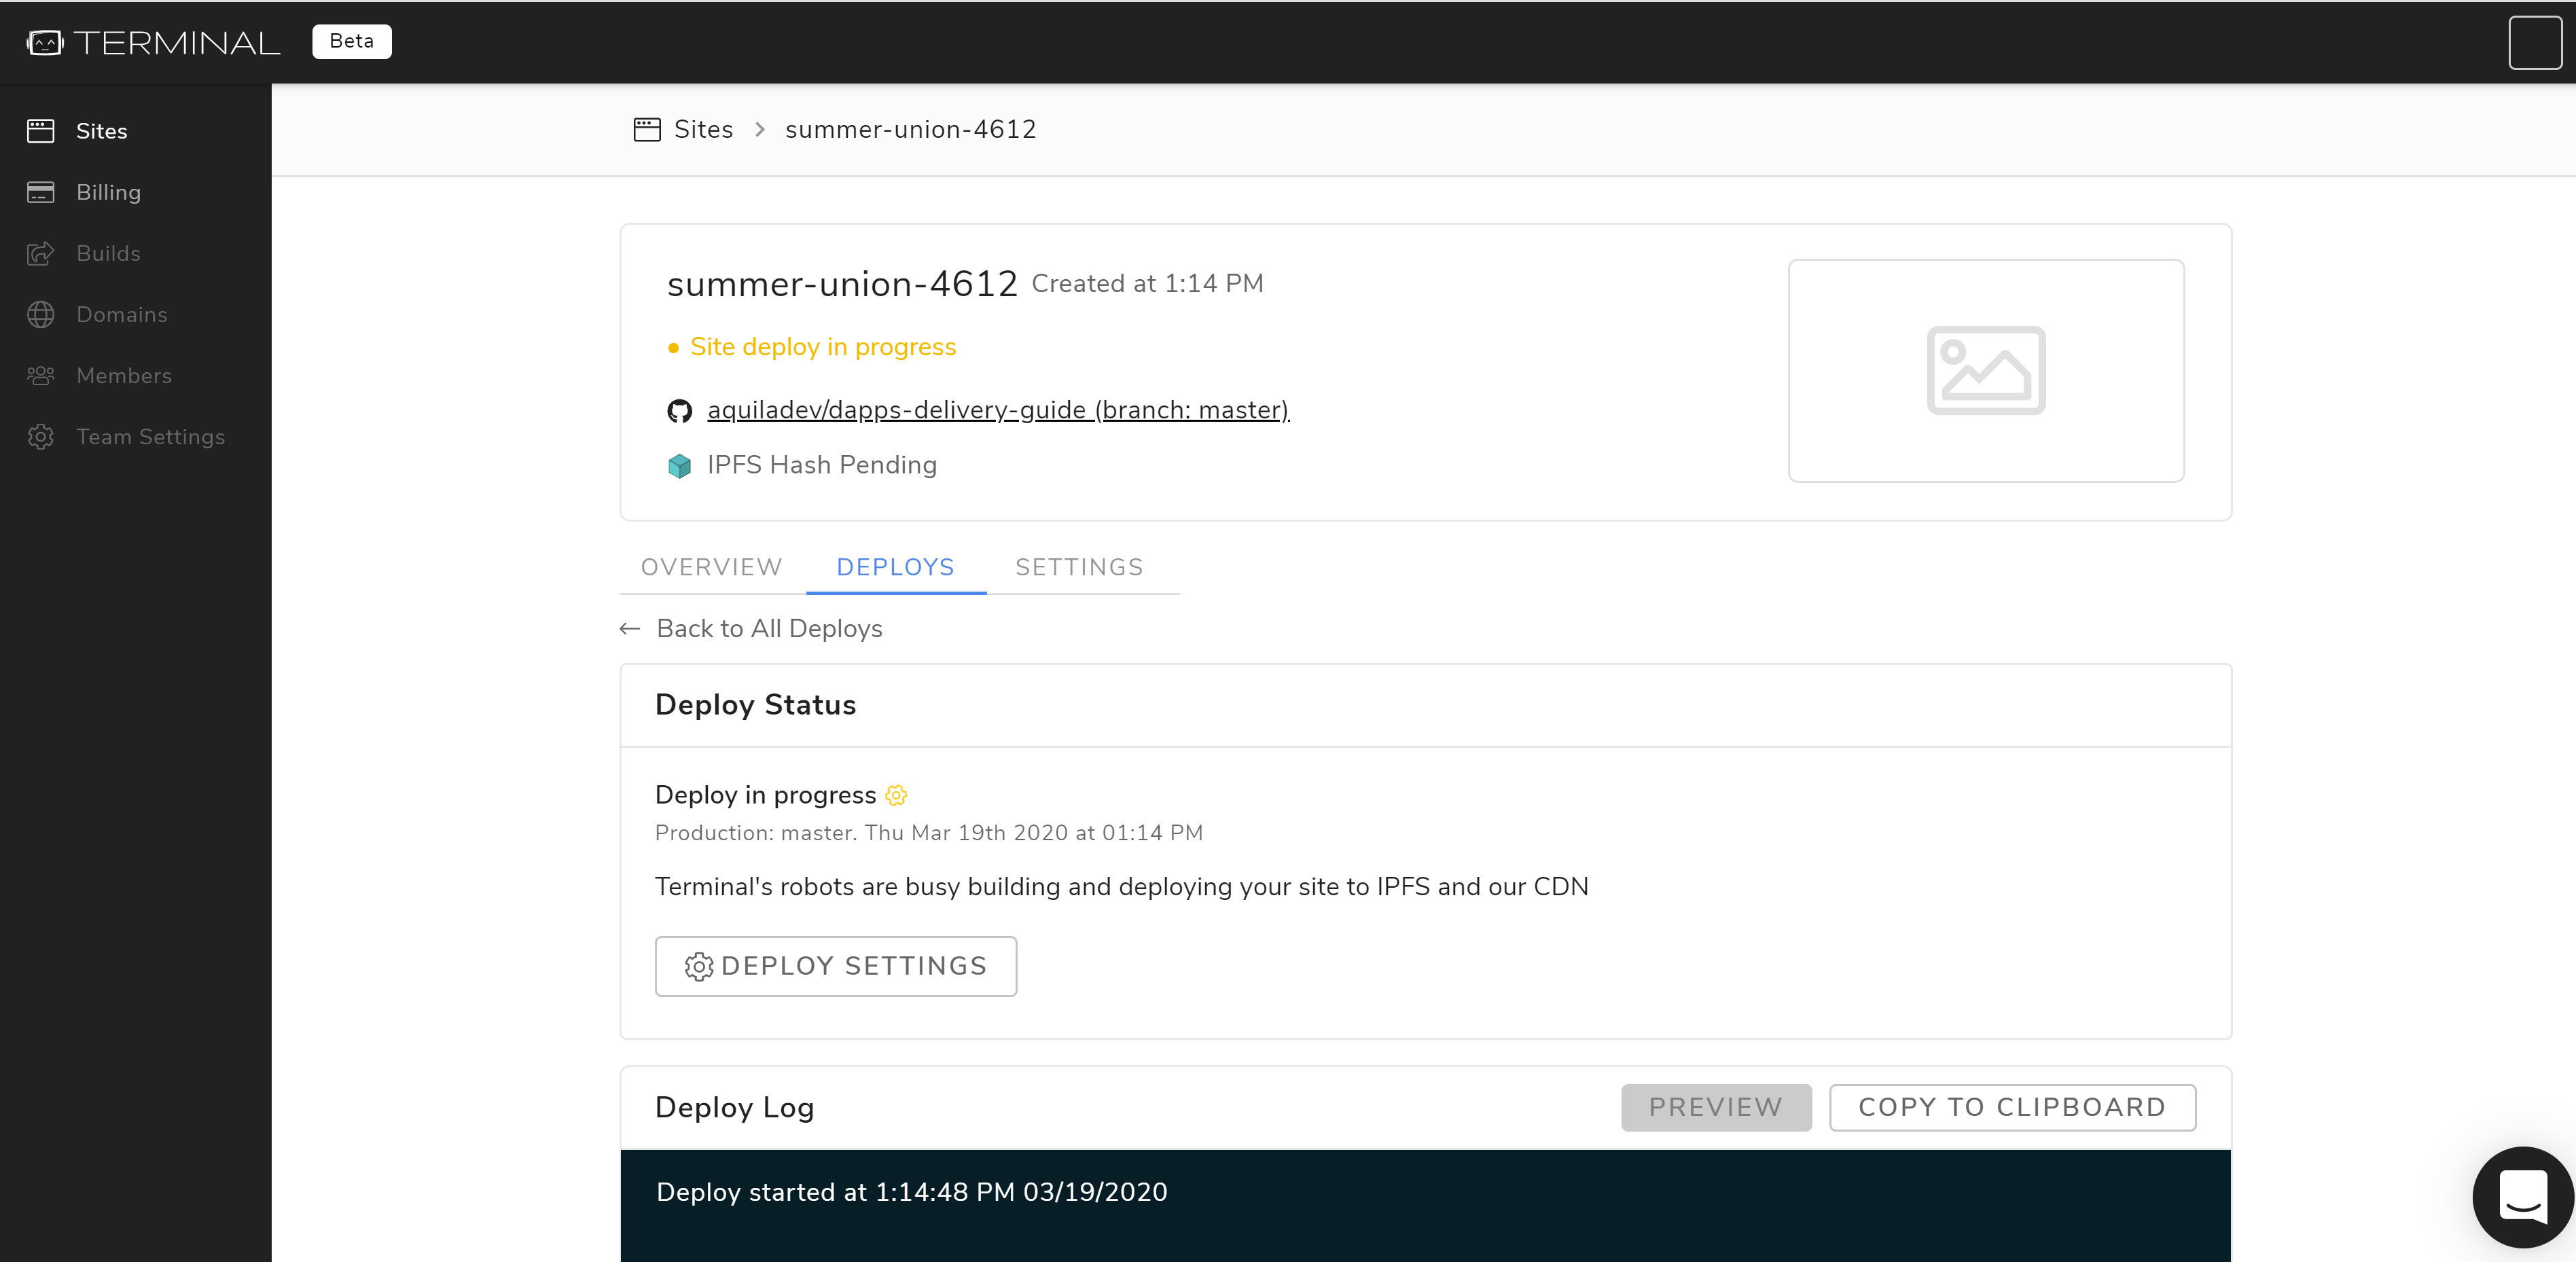 TERMINAL Beta
Sites
Billing
Builds
Domains
Members
Team Settings
Sites > summer-union-4612
summer-union-4612 Created at 1:14 PM
Site deploy in progress
aquiladev/dapps-delivery-guide (branch: master)
IPFS Hash Pending
OVERVIEW DEPLOYS SETTINGS
← Back to All Deploys
Deploy Status
Deploy in progress
Production: master. Thu Mar 19th 2020 at 01:14 PM
Terminal's robots are busy building and deploying your site to IPFS and our CDN
DEPLOY SETTINGS
Deploy Log PREVIEW COPY TO CLIPBOARD
Deploy started at 1:14:48 PM 03/19/2020